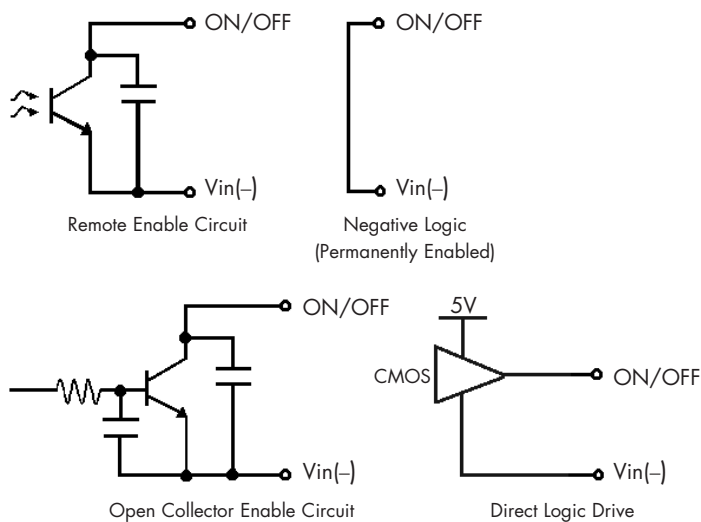 ON/OFF
Vin(–)
Remote Enable Circuit
ON/OFF
Vin(–)
Negative Logic
(Permanently Enabled)
ON/OFF
Vin(–)
Open Collector Enable Circuit
5V
CMOS
ON/OFF
Vin(–)
Direct Logic Drive